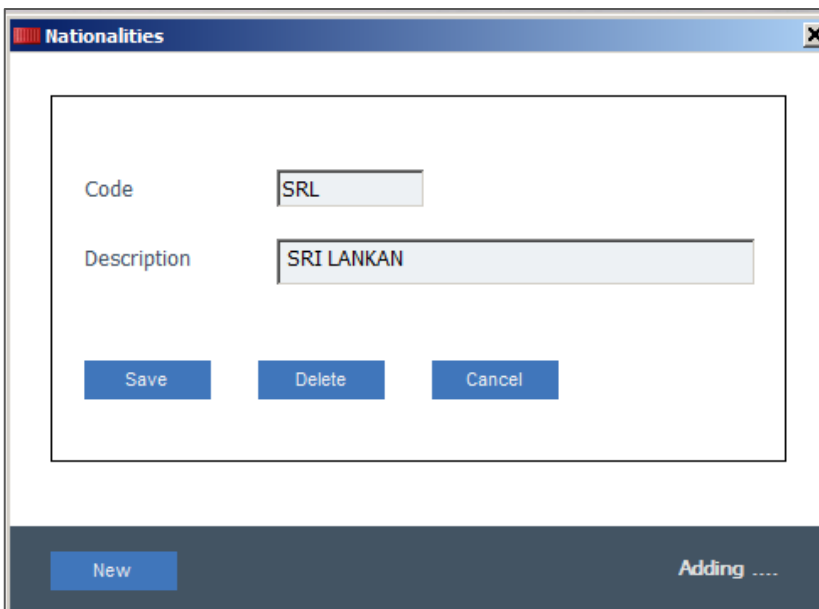 Nationalities
Code SRL
Description SRI LANKAN
Save Delete Cancel
New Adding ....